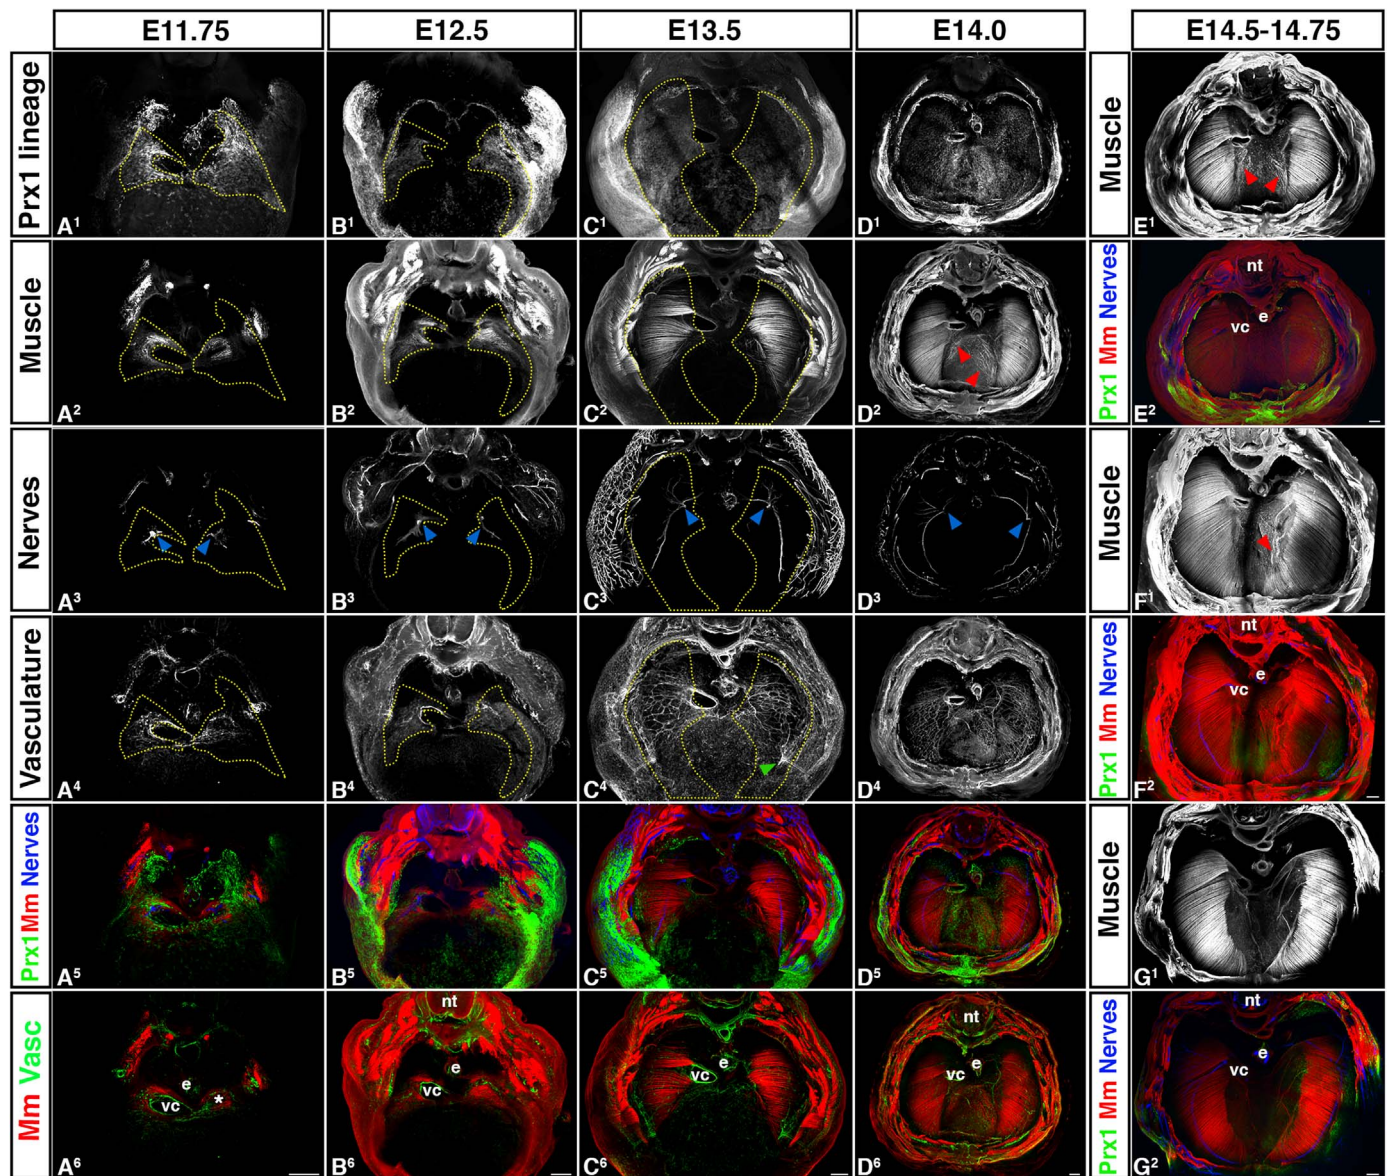 E11.75 E12.5 E13.5 E14.0 E14.5-14.75
Prx1 lineage A¹ B¹ C¹ D¹ Muscle E¹
Muscle A² B² C² D² Prx1 Mm Nerves nt vc e E²
Nerves A³ B³ C³ D³ Muscle F¹
Vasculature A⁴ B⁴ C⁴ D⁴ Prx1 Mm Nerves nt vc e F²
Prx1 Mm Nerves A⁵ B⁵ C⁵ D⁵ Muscle G¹
Mm Vasc e vc * A⁶ nt e vc B⁶ e vc C⁶ nt vc e D⁶ Prx1 Mm Nerves nt vc e G²